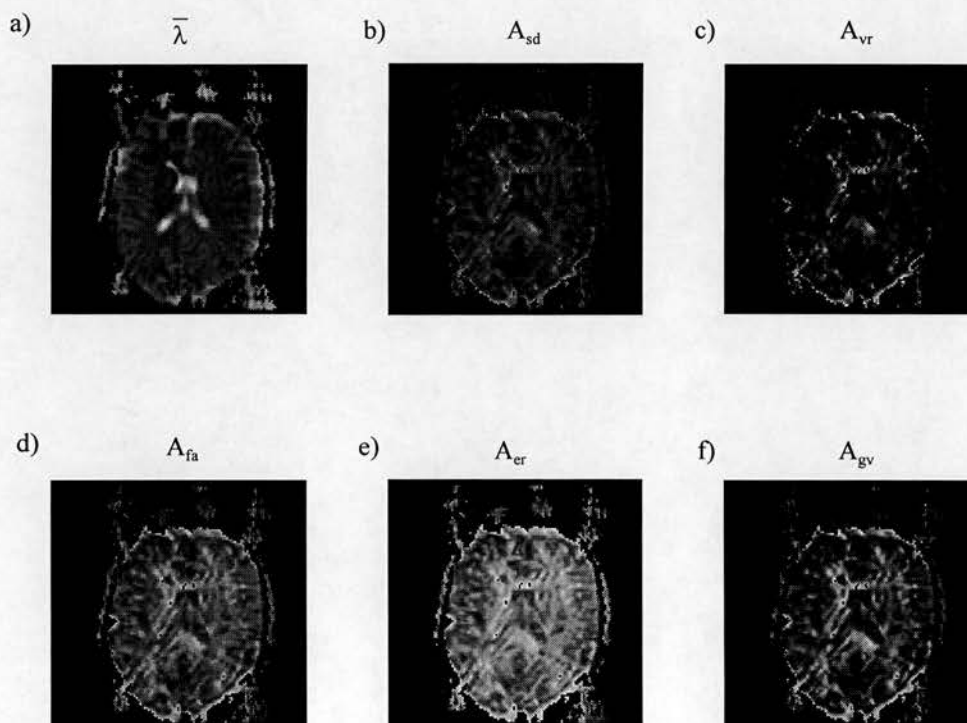 a) λ̅ b) A_sd c) A_vr
d) A_fa e) A_er f) A_gv